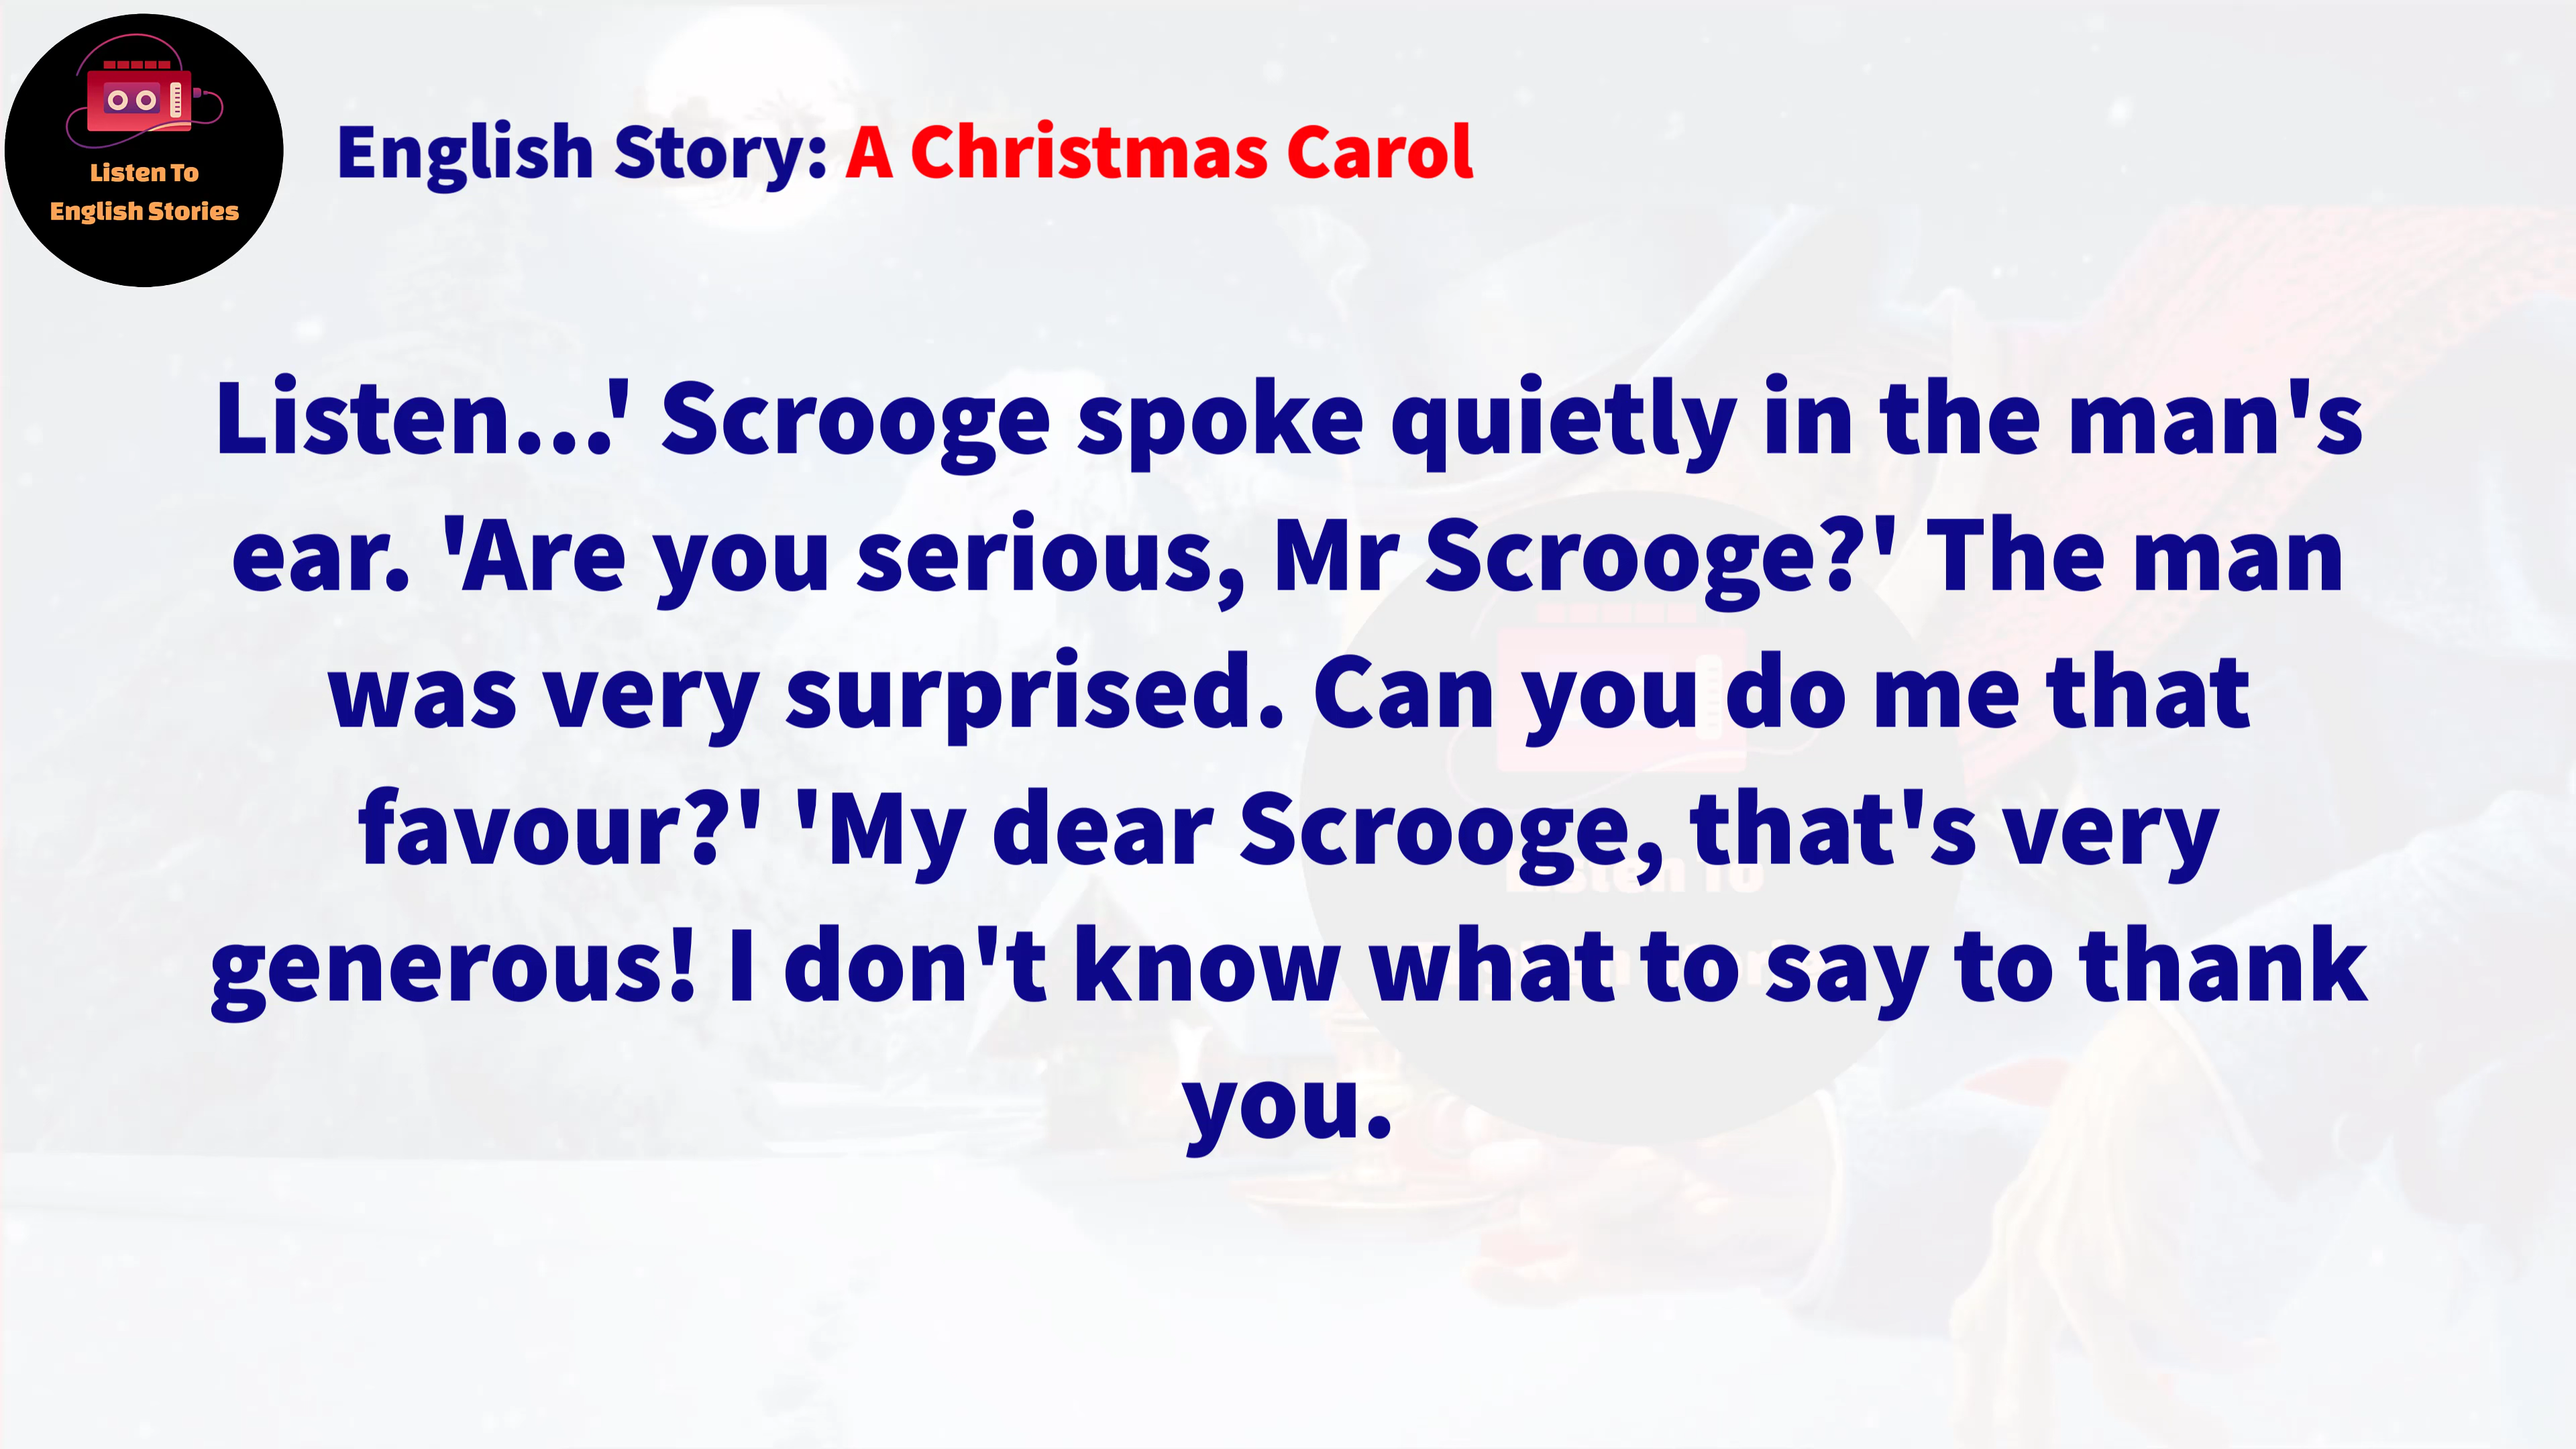 Listen To
English Stories
English Story: A Christmas Carol
Listen...' Scrooge spoke quietly in the man's
ear. 'Are you serious, Mr Scrooge?' The man
was very surprised. Can you do me that
favour?' 'My dear Scrooge, that's very
generous! I don't know what to say to thank
you.